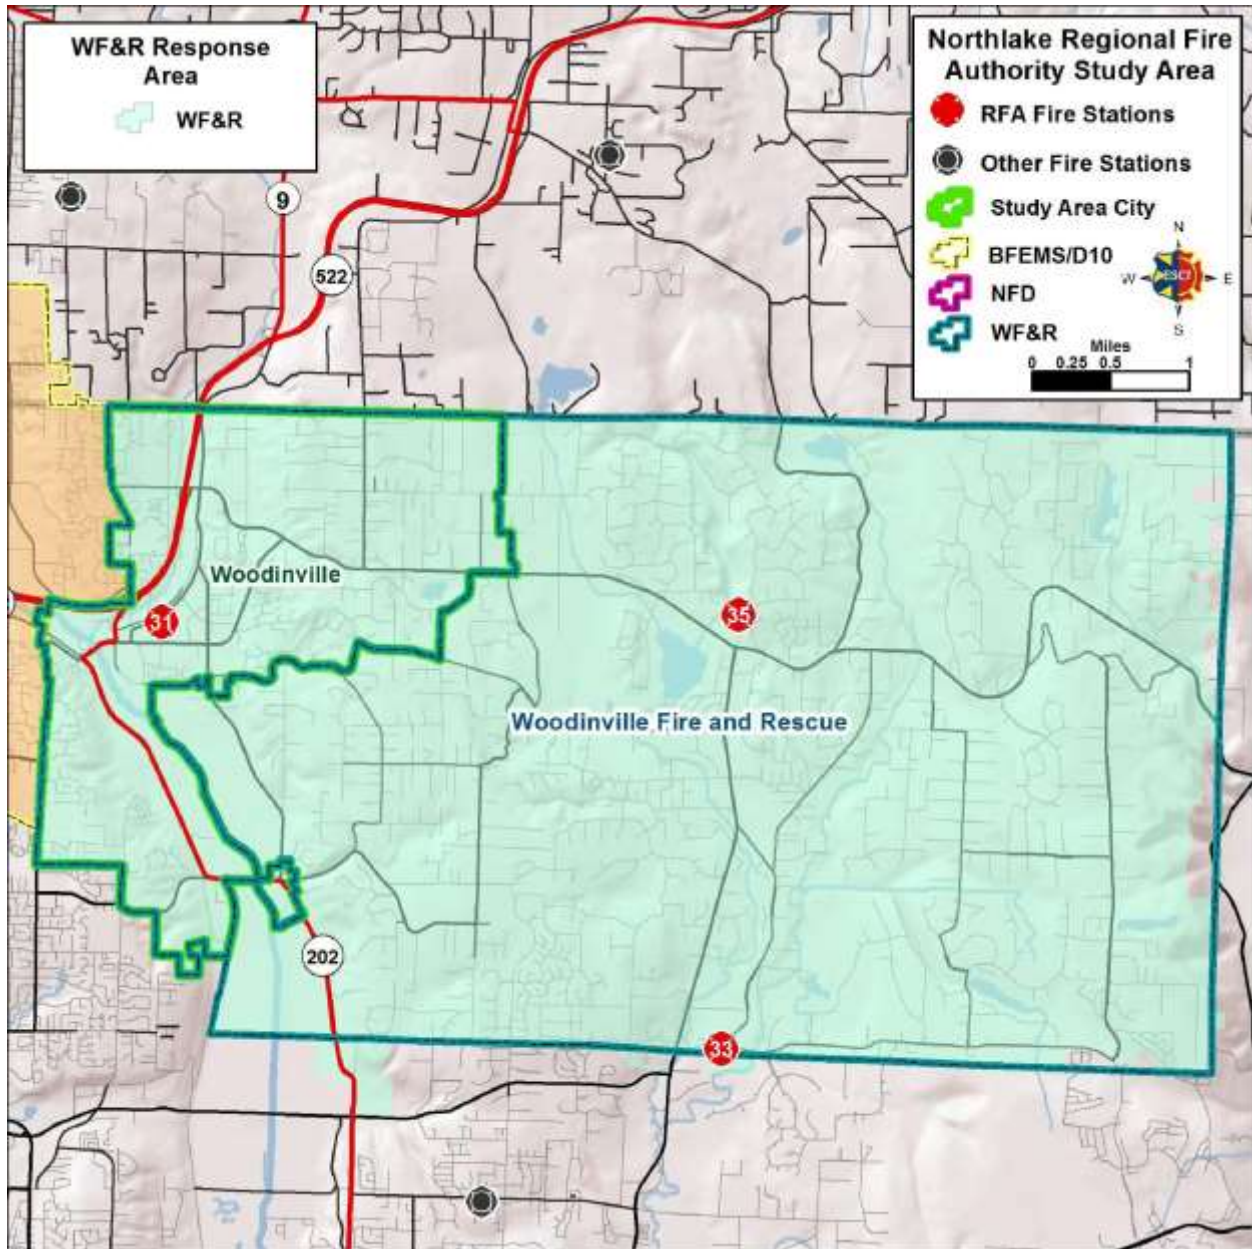 WF&R Response
Area
WF&R
Northlake Regional Fire
Authority Study Area
RFA Fire Stations
Other Fire Stations
Study Area City
BFEMS/D10
NFD
WF&R
N
W
ESCI
E
S
Miles
0 0.25 0.5 1
9
522
Woodinville
31
35
Woodinville Fire and Rescue
202
33